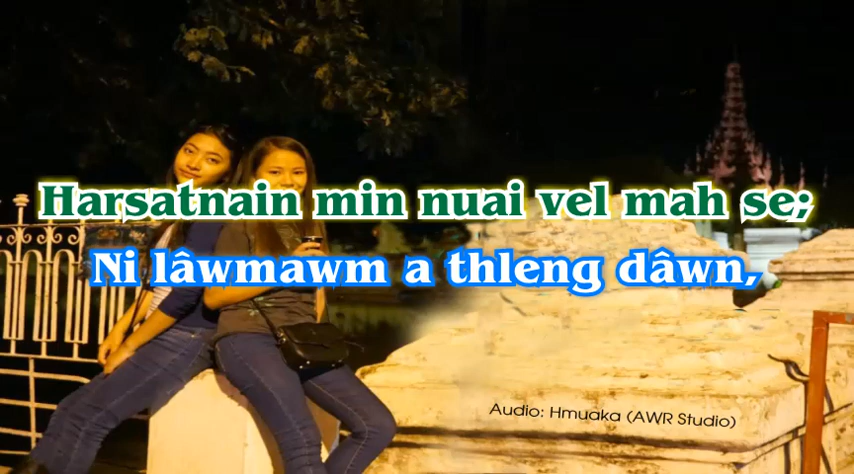 Harsatnain min nuai vel mah se;
Ni lâwmawm a thleng dâwn,
Audio: Hmuaka (AWR Studio)